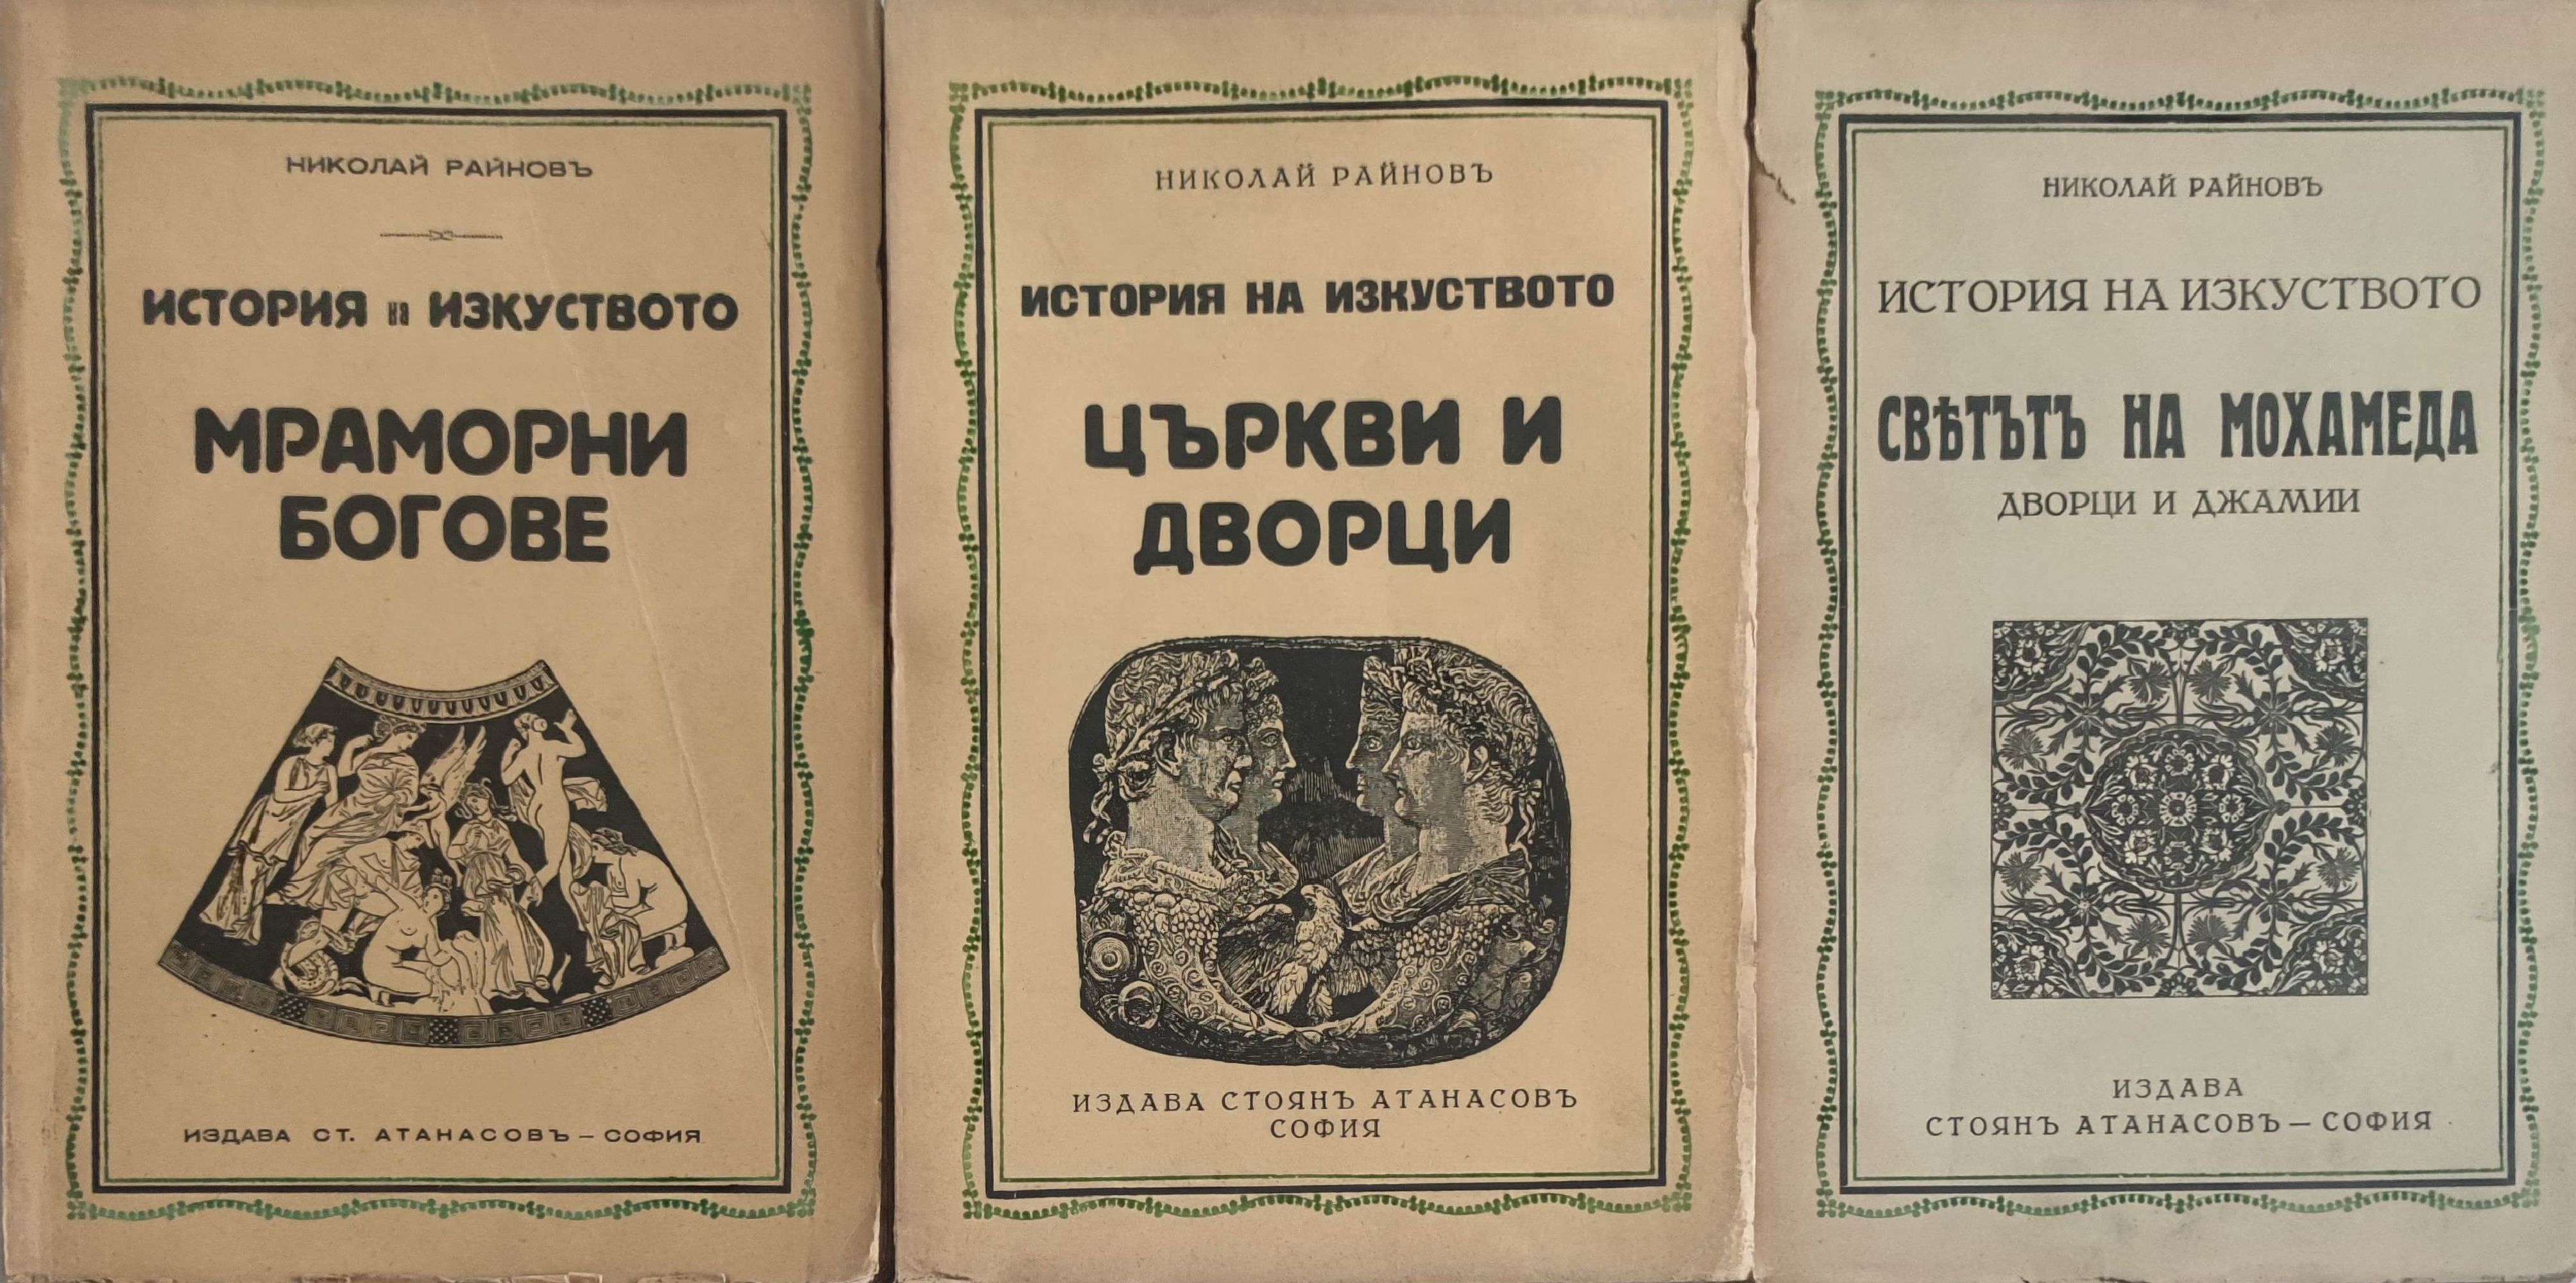 НИКОЛАЙ РАЙНОВЪ
ИСТОРИЯ НА ИЗКУСТВОТО
МРАМОРНИ
БОГОВЕ
ИЗДАВА СТ. АТАНАСОВЪ – СОФИЯ
НИКОЛАЙ РАЙНОВЪ
ИСТОРИЯ НА ИЗКУСТВОТО
ЦЪРКВИ И
ДВОРЦИ
ИЗДАВА СТОЯНЪ АТАНАСОВЪ
СОФИЯ
НИКОЛАЙ РАЙНОВЪ
ИСТОРИЯ НА ИЗКУСТВОТО
СВѢТЪТЪ НА МОХАМЕДА
ДВОРЦИ И ДЖАМИИ
ИЗДАВА
СТОЯНЪ АТАНАСОВЪ – СОФИЯ